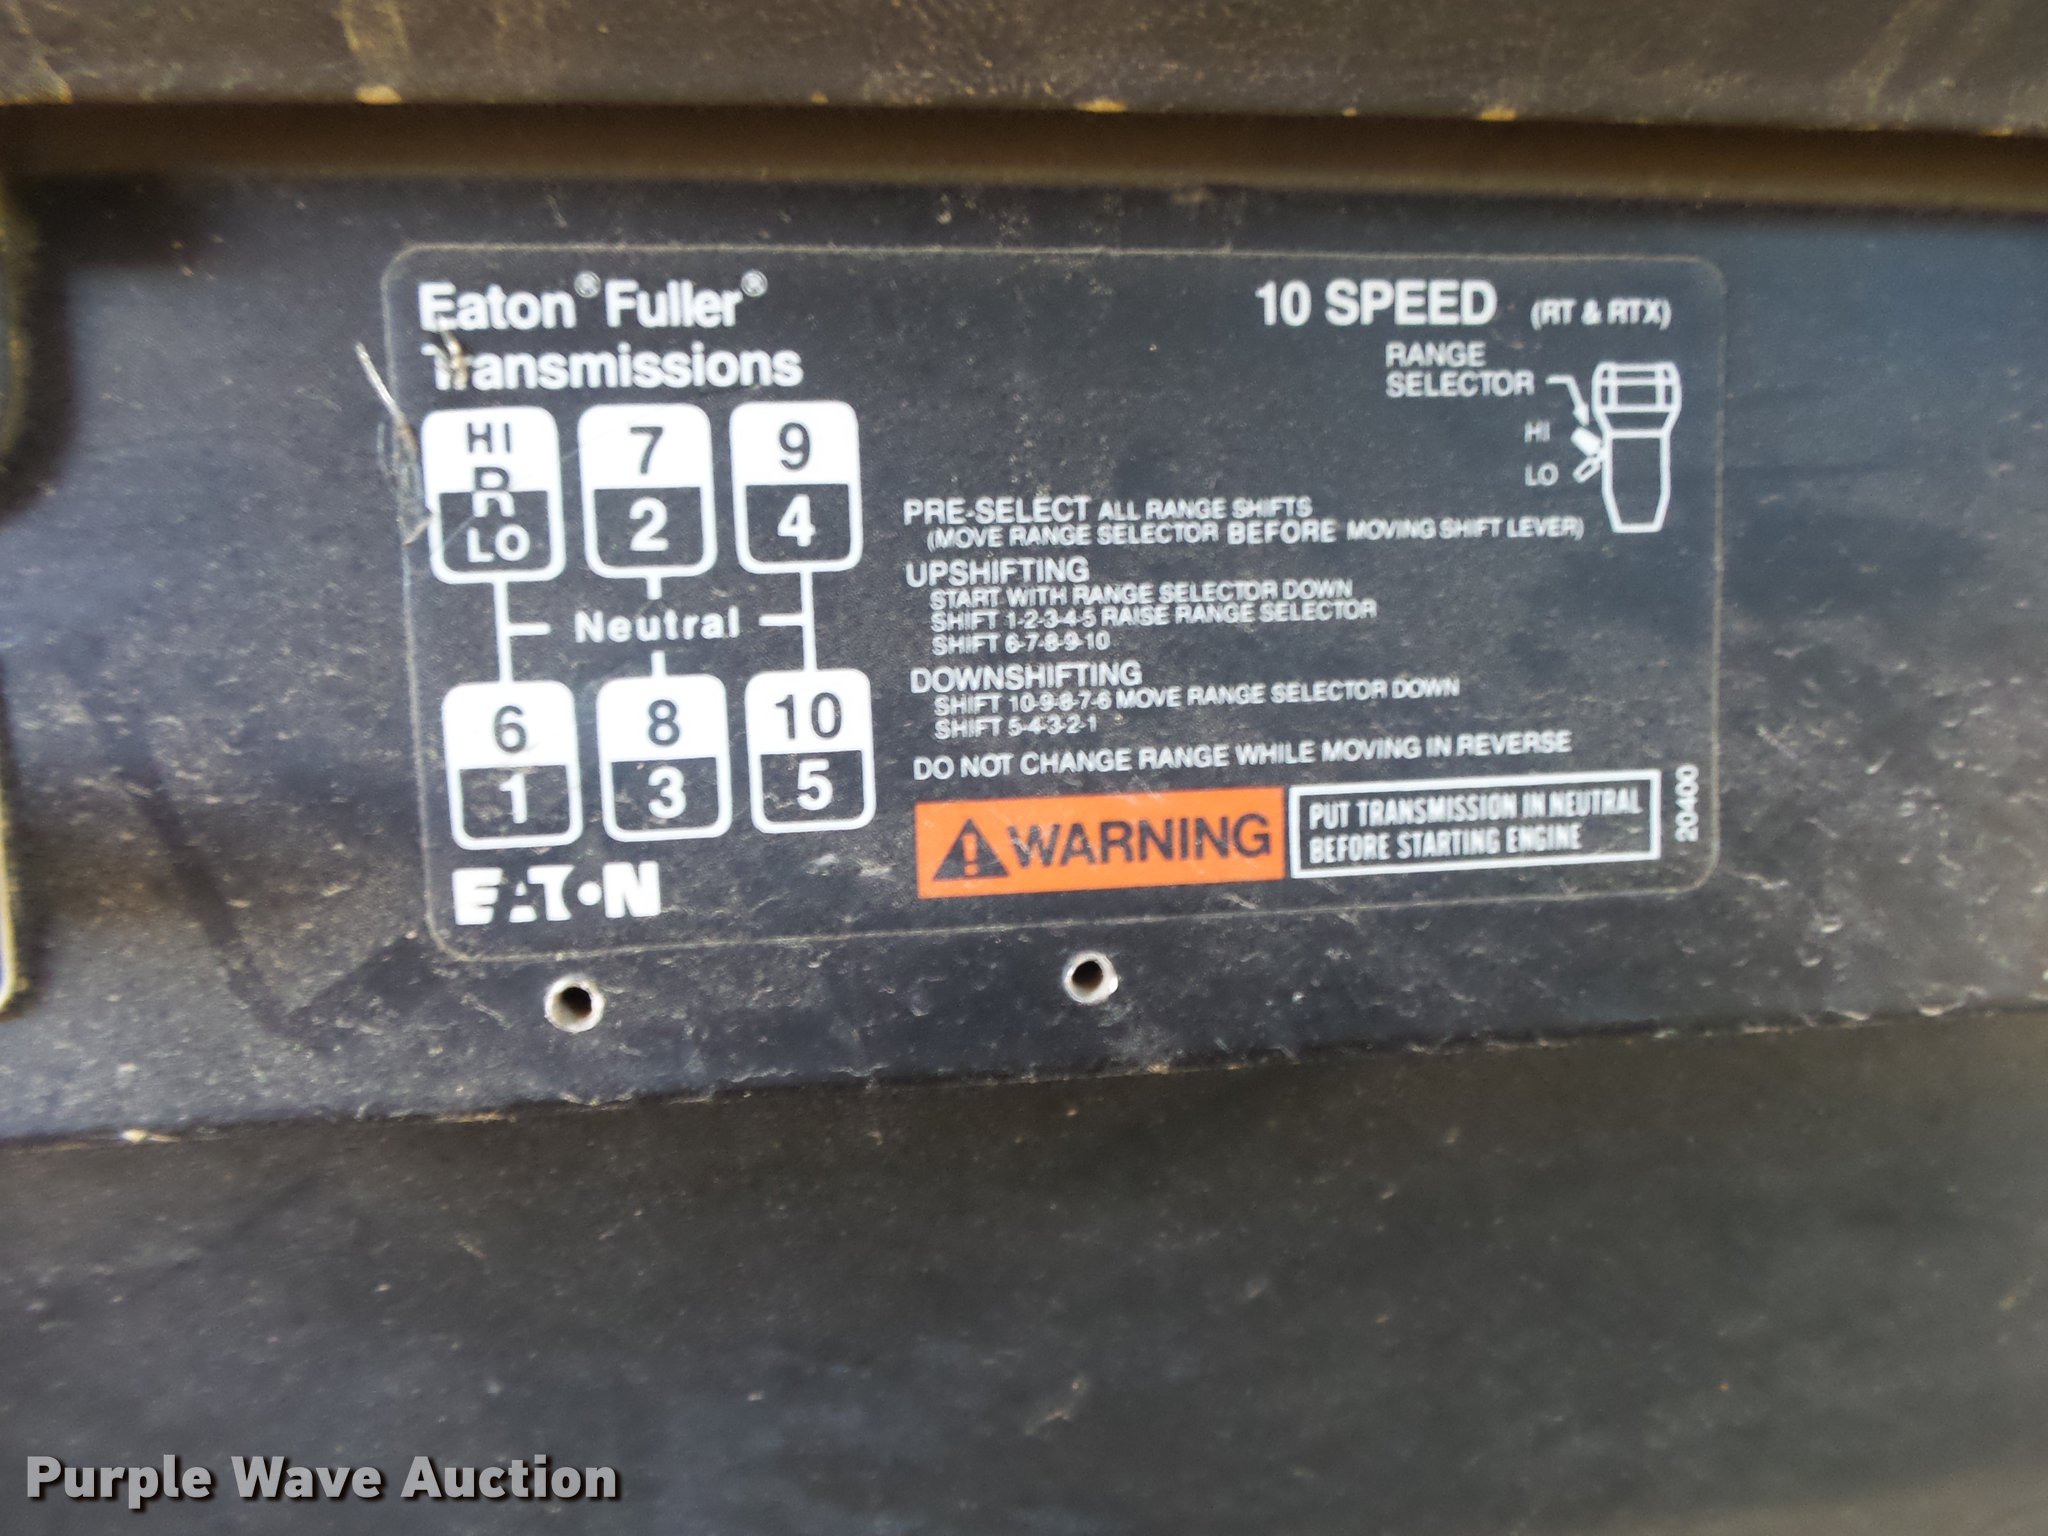 Eaton® Fuller®
Transmissions
10 SPEED (RT & RTX)
RANGE
SELECTOR
HI
LO
HI
R
LO
7
2
9
4
Neutral
6
1
8
3
10
5
EATON
PRE-SELECT ALL RANGE SHIFTS
(MOVE RANGE SELECTOR BEFORE MOVING SHIFT LEVER)
UPSHIFTING
START WITH RANGE SELECTOR DOWN
SHIFT 1-2-3-4-5 RAISE RANGE SELECTOR
SHIFT 6-7-8-9-10
DOWNSHIFTING
SHIFT 10-9-8-7-6 MOVE RANGE SELECTOR DOWN
SHIFT 5-4-3-2-1
DO NOT CHANGE RANGE WHILE MOVING IN REVERSE
WARNING
PUT TRANSMISSION IN NEUTRAL
BEFORE STARTING ENGINE
20400
Purple Wave Auction